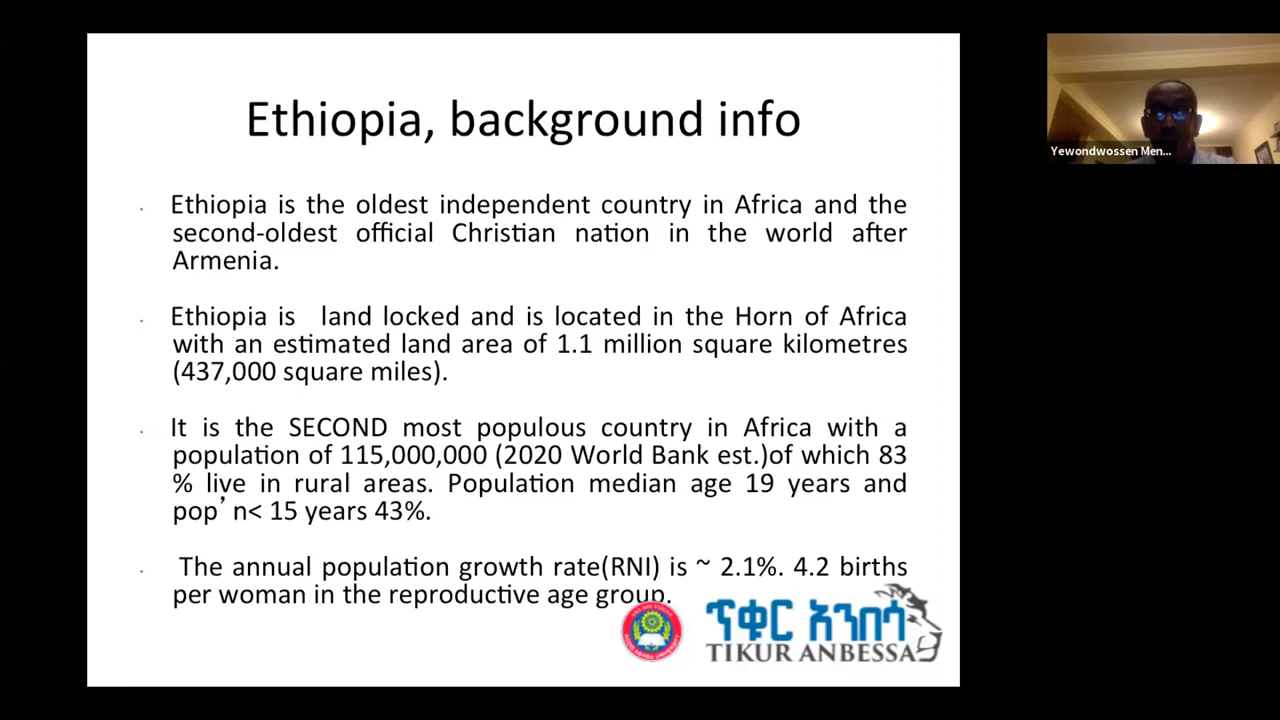 Ethiopia, background info
Yewondwossen Men...
Ethiopia is the oldest independent country in Africa and the
second-oldest official Christian nation in the world after
Armenia.
Ethiopia is land locked and is located in the Horn of Africa
with an estimated land area of 1.1 million square kilometres
(437,000 square miles).
It is the SECOND most populous country in Africa with a
population of 115,000,000 (2020 World Bank est.)of which 83
% live in rural areas. Population median age 19 years and
pop’n< 15 years 43%.
The annual population growth rate(RNI) is ~ 2.1%. 4.2 births
per woman in the reproductive age group.
ጥቁር አንበሳ
TIKUR ANBESSA